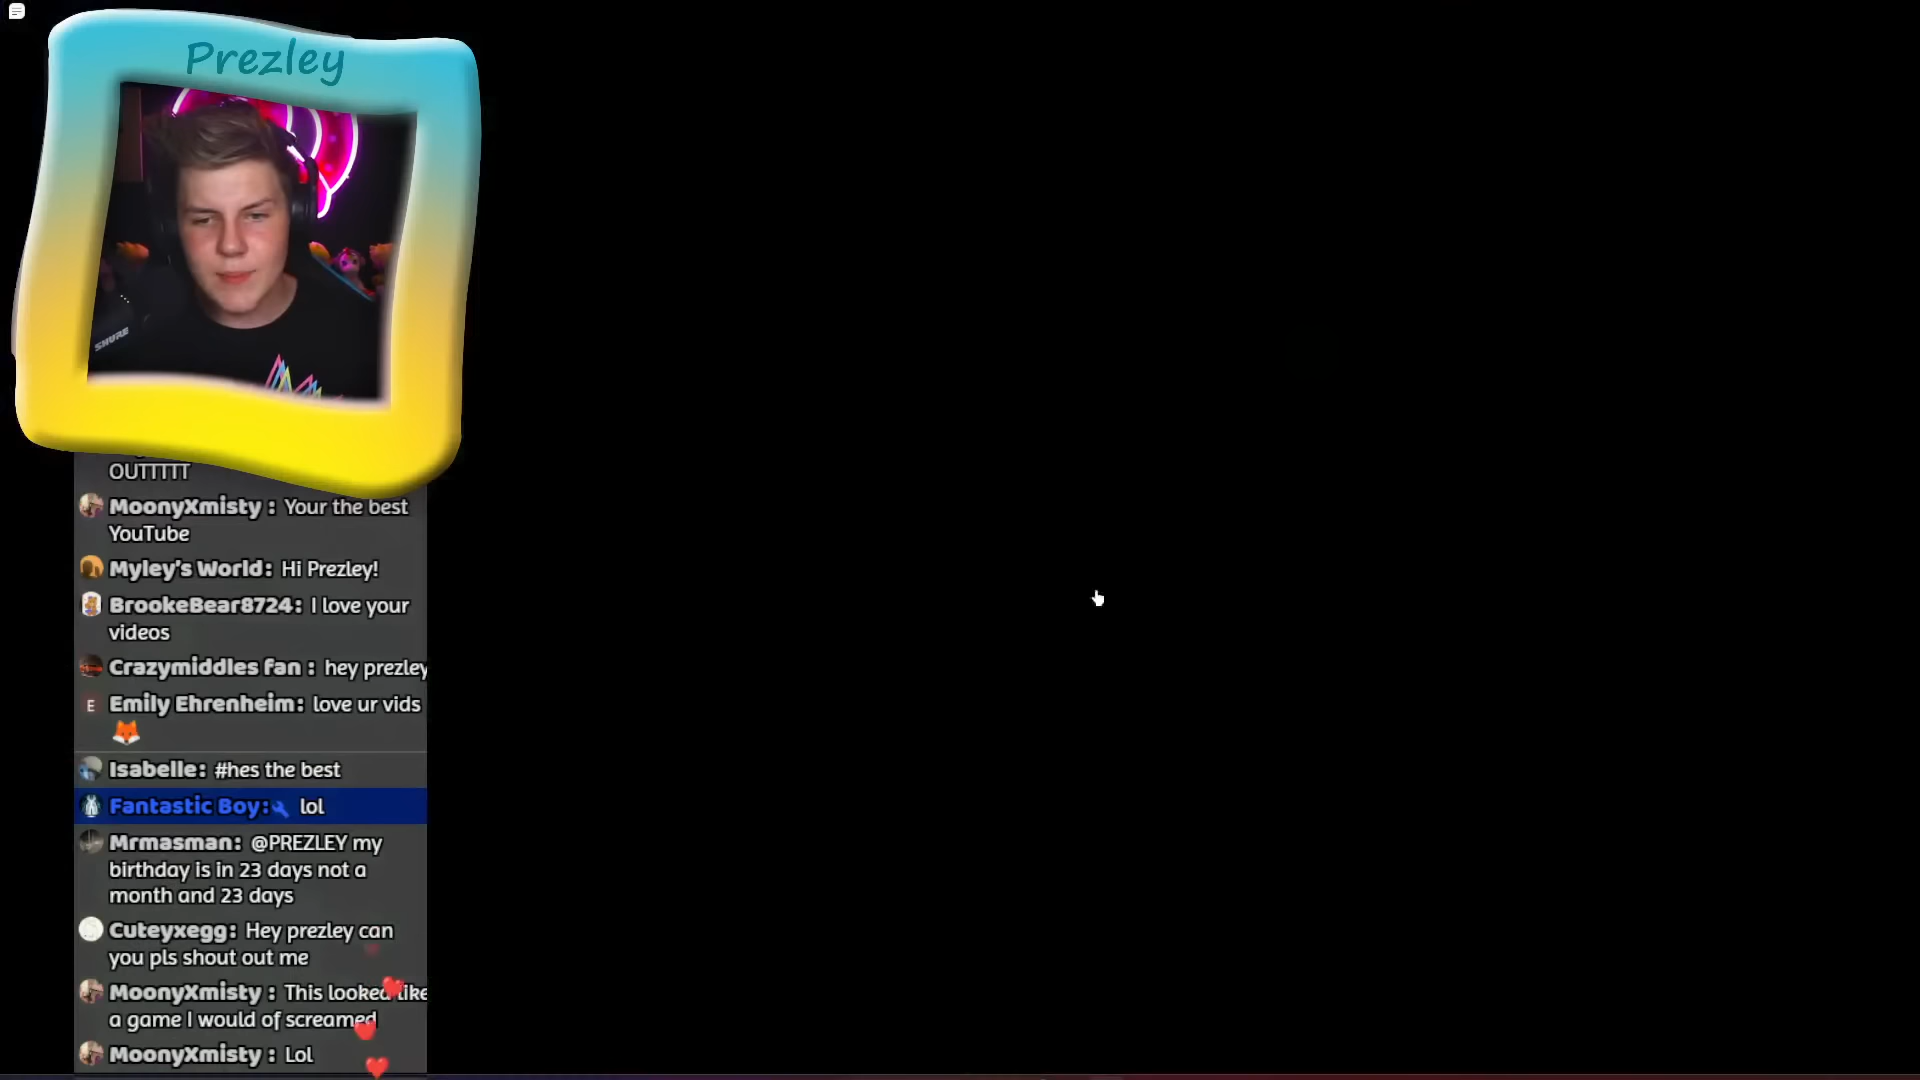 Prezley
SHURE
OUTTTTT
MoonyXmisty : Your the best
YouTube
Myley's World: Hi Prezley!
BrookeBear8724: I love your
videos
Crazymiddles fan : hey prezley
E Emily Ehrenheim: love ur vids
Isabelle: #hes the best
Fantastic Boy: lol
Mrmasman: @PREZLEY my
birthday is in 23 days not a
month and 23 days
Cuteyxegg: Hey prezley can
you pls shout out me
MoonyXmisty : This looked like
a game I would of screamed
MoonyXmisty : Lol